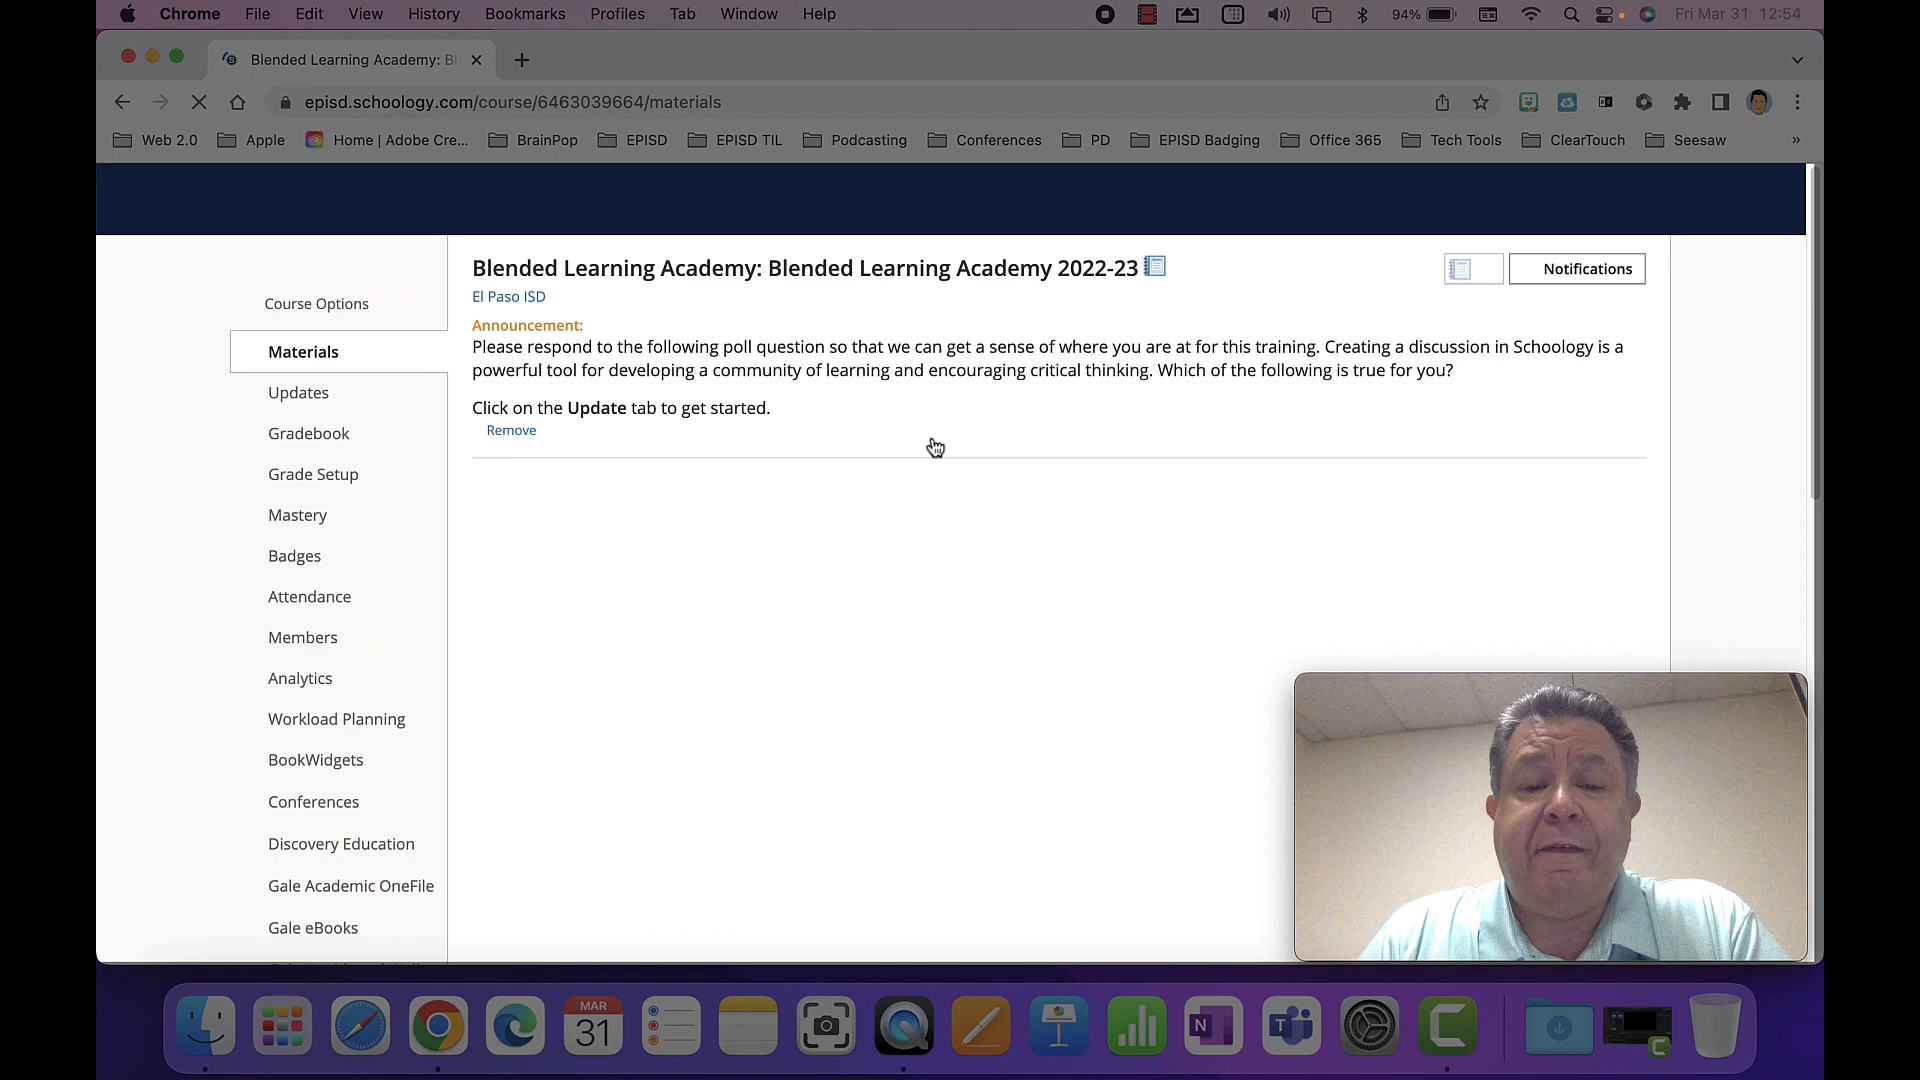 Chrome File Edit View History Bookmarks Profiles Tab Window Help 94% Fri Mar 31 12:54
Blended Learning Academy: Bl
episd.schoology.com/course/6463039664/materials
Web 2.0 Apple Home | Adobe Cre... BrainPop EPISD EPISD TIL Podcasting Conferences PD EPISD Badging Office 365 Tech Tools ClearTouch Seesaw »
Blended Learning Academy: Blended Learning Academy 2022-23
Notifications
El Paso ISD
Course Options
Announcement:
Please respond to the following poll question so that we can get a sense of where you are at for this training. Creating a discussion in Schoology is a
powerful tool for developing a community of learning and encouraging critical thinking. Which of the following is true for you?
Click on the Update tab to get started.
Remove
Materials
Updates
Gradebook
Grade Setup
Mastery
Badges
Attendance
Members
Analytics
Workload Planning
BookWidgets
Conferences
Discovery Education
Gale Academic OneFile
Gale eBooks
MAR
31
N
T